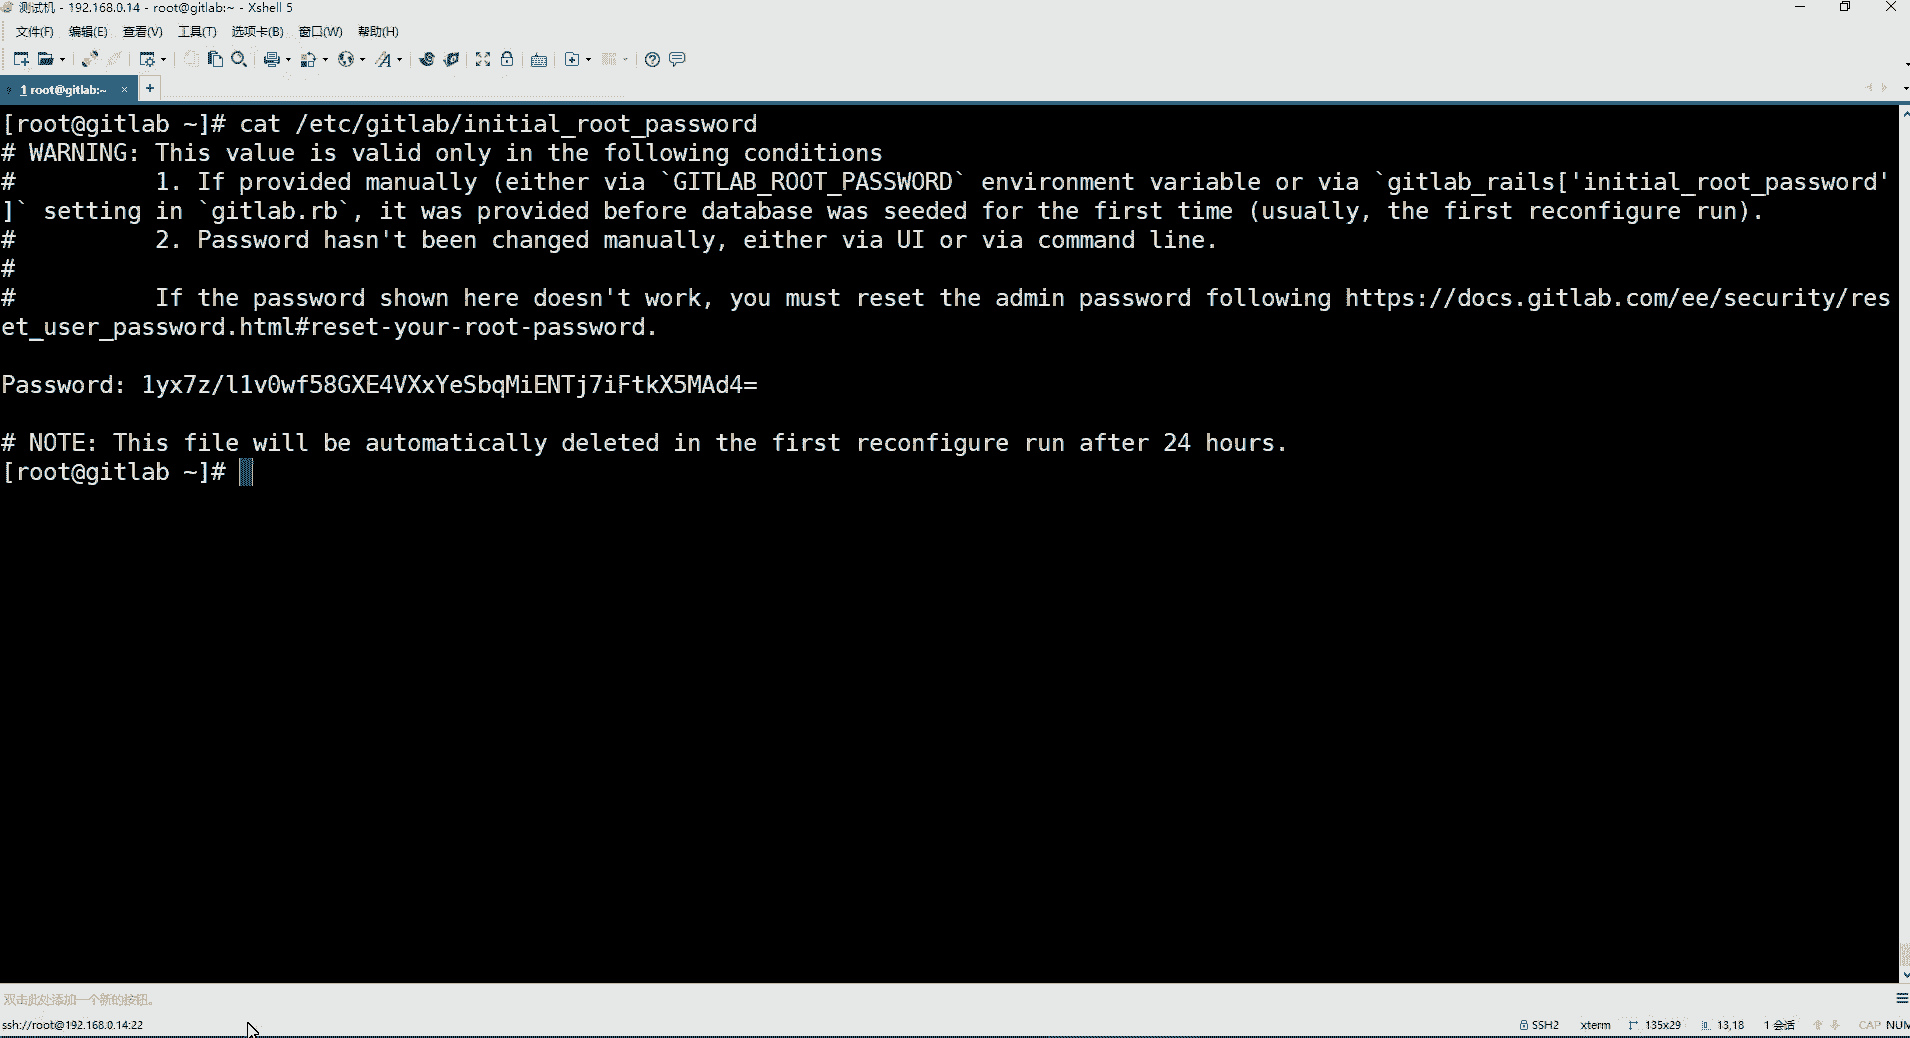 测试机 - 192.168.0.14 - root@gitlab:~ - Xshell 5
文件(F) 编辑(E) 查看(V) 工具(T) 选项卡(B) 窗口(W) 帮助(H)
1 root@gitlab:~ × +
[root@gitlab ~]# cat /etc/gitlab/initial_root_password
# WARNING: This value is valid only in the following conditions
#          1. If provided manually (either via `GITLAB_ROOT_PASSWORD` environment variable or via `gitlab_rails['initial_root_password'
]` setting in `gitlab.rb`, it was provided before database was seeded for the first time (usually, the first reconfigure run).
#          2. Password hasn't been changed manually, either via UI or via command line.
#
#          If the password shown here doesn't work, you must reset the admin password following https://docs.gitlab.com/ee/security/res
et_user_password.html#reset-your-root-password.
Password: 1yx7z/l1v0wf58GXE4VXxYeSbqMiENTj7iFtkX5MAd4=
# NOTE: This file will be automatically deleted in the first reconfigure run after 24 hours.
[root@gitlab ~]#
双击此处添加一个新的按钮。
ssh://root@192.168.0.14:22 SSH2 xterm 135x29 13,18 1 会话 CAP NUM